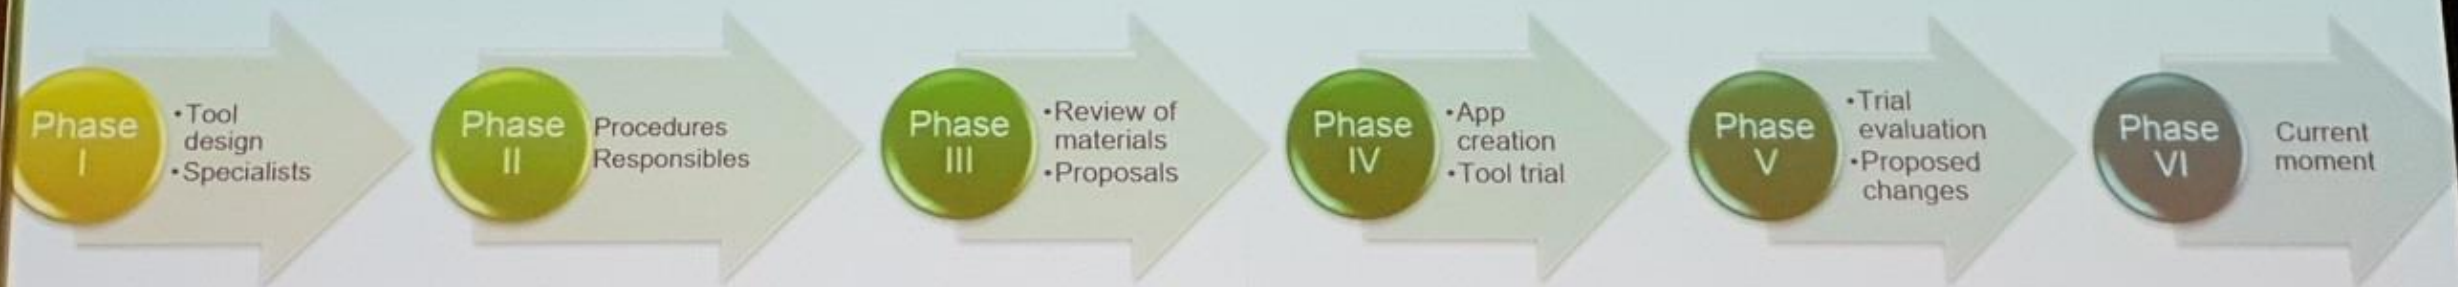 Phase
I
•Tool
design
•Specialists
Phase
II
Procedures
Responsibles
Phase
III
•Review of
materials
•Proposals
Phase
IV
•App
creation
•Tool trial
Phase
V
•Trial
evaluation
•Proposed
changes
Phase
VI
Current
moment